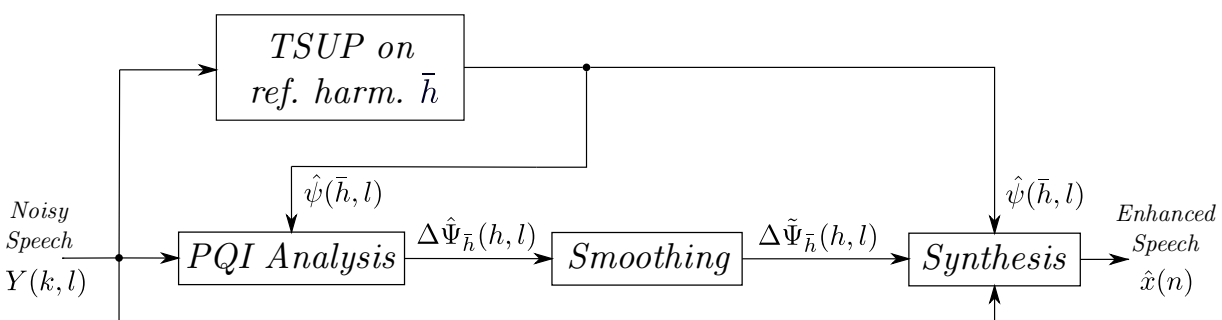 TSUP on
ref. harm. h̄
ψ̂(h̄, l)
ψ̂(h̄, l)
Noisy
Speech
Y(k, l)
PQI Analysis
ΔΨ̂_h̄(h, l)
Smoothing
ΔΨ̃_h̄(h, l)
Synthesis
Enhanced
Speech
x̂(n)